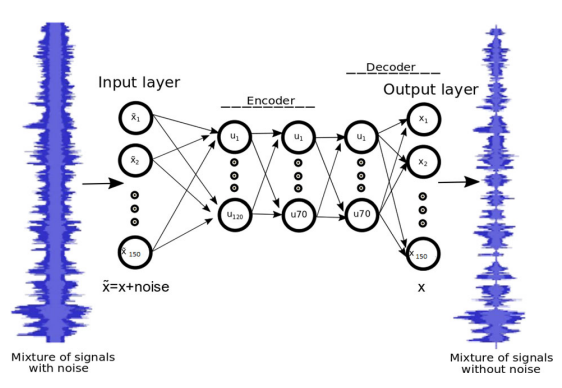 Decoder
Input layer
Output layer
Encoder
x̃1
x̃2
x̃ 150
u1
u120
u1
u70
u1
u70
x1
x2
x150
x̃=x+noise
x
Mixture of signals
with noise
Mixture of signals
without noise